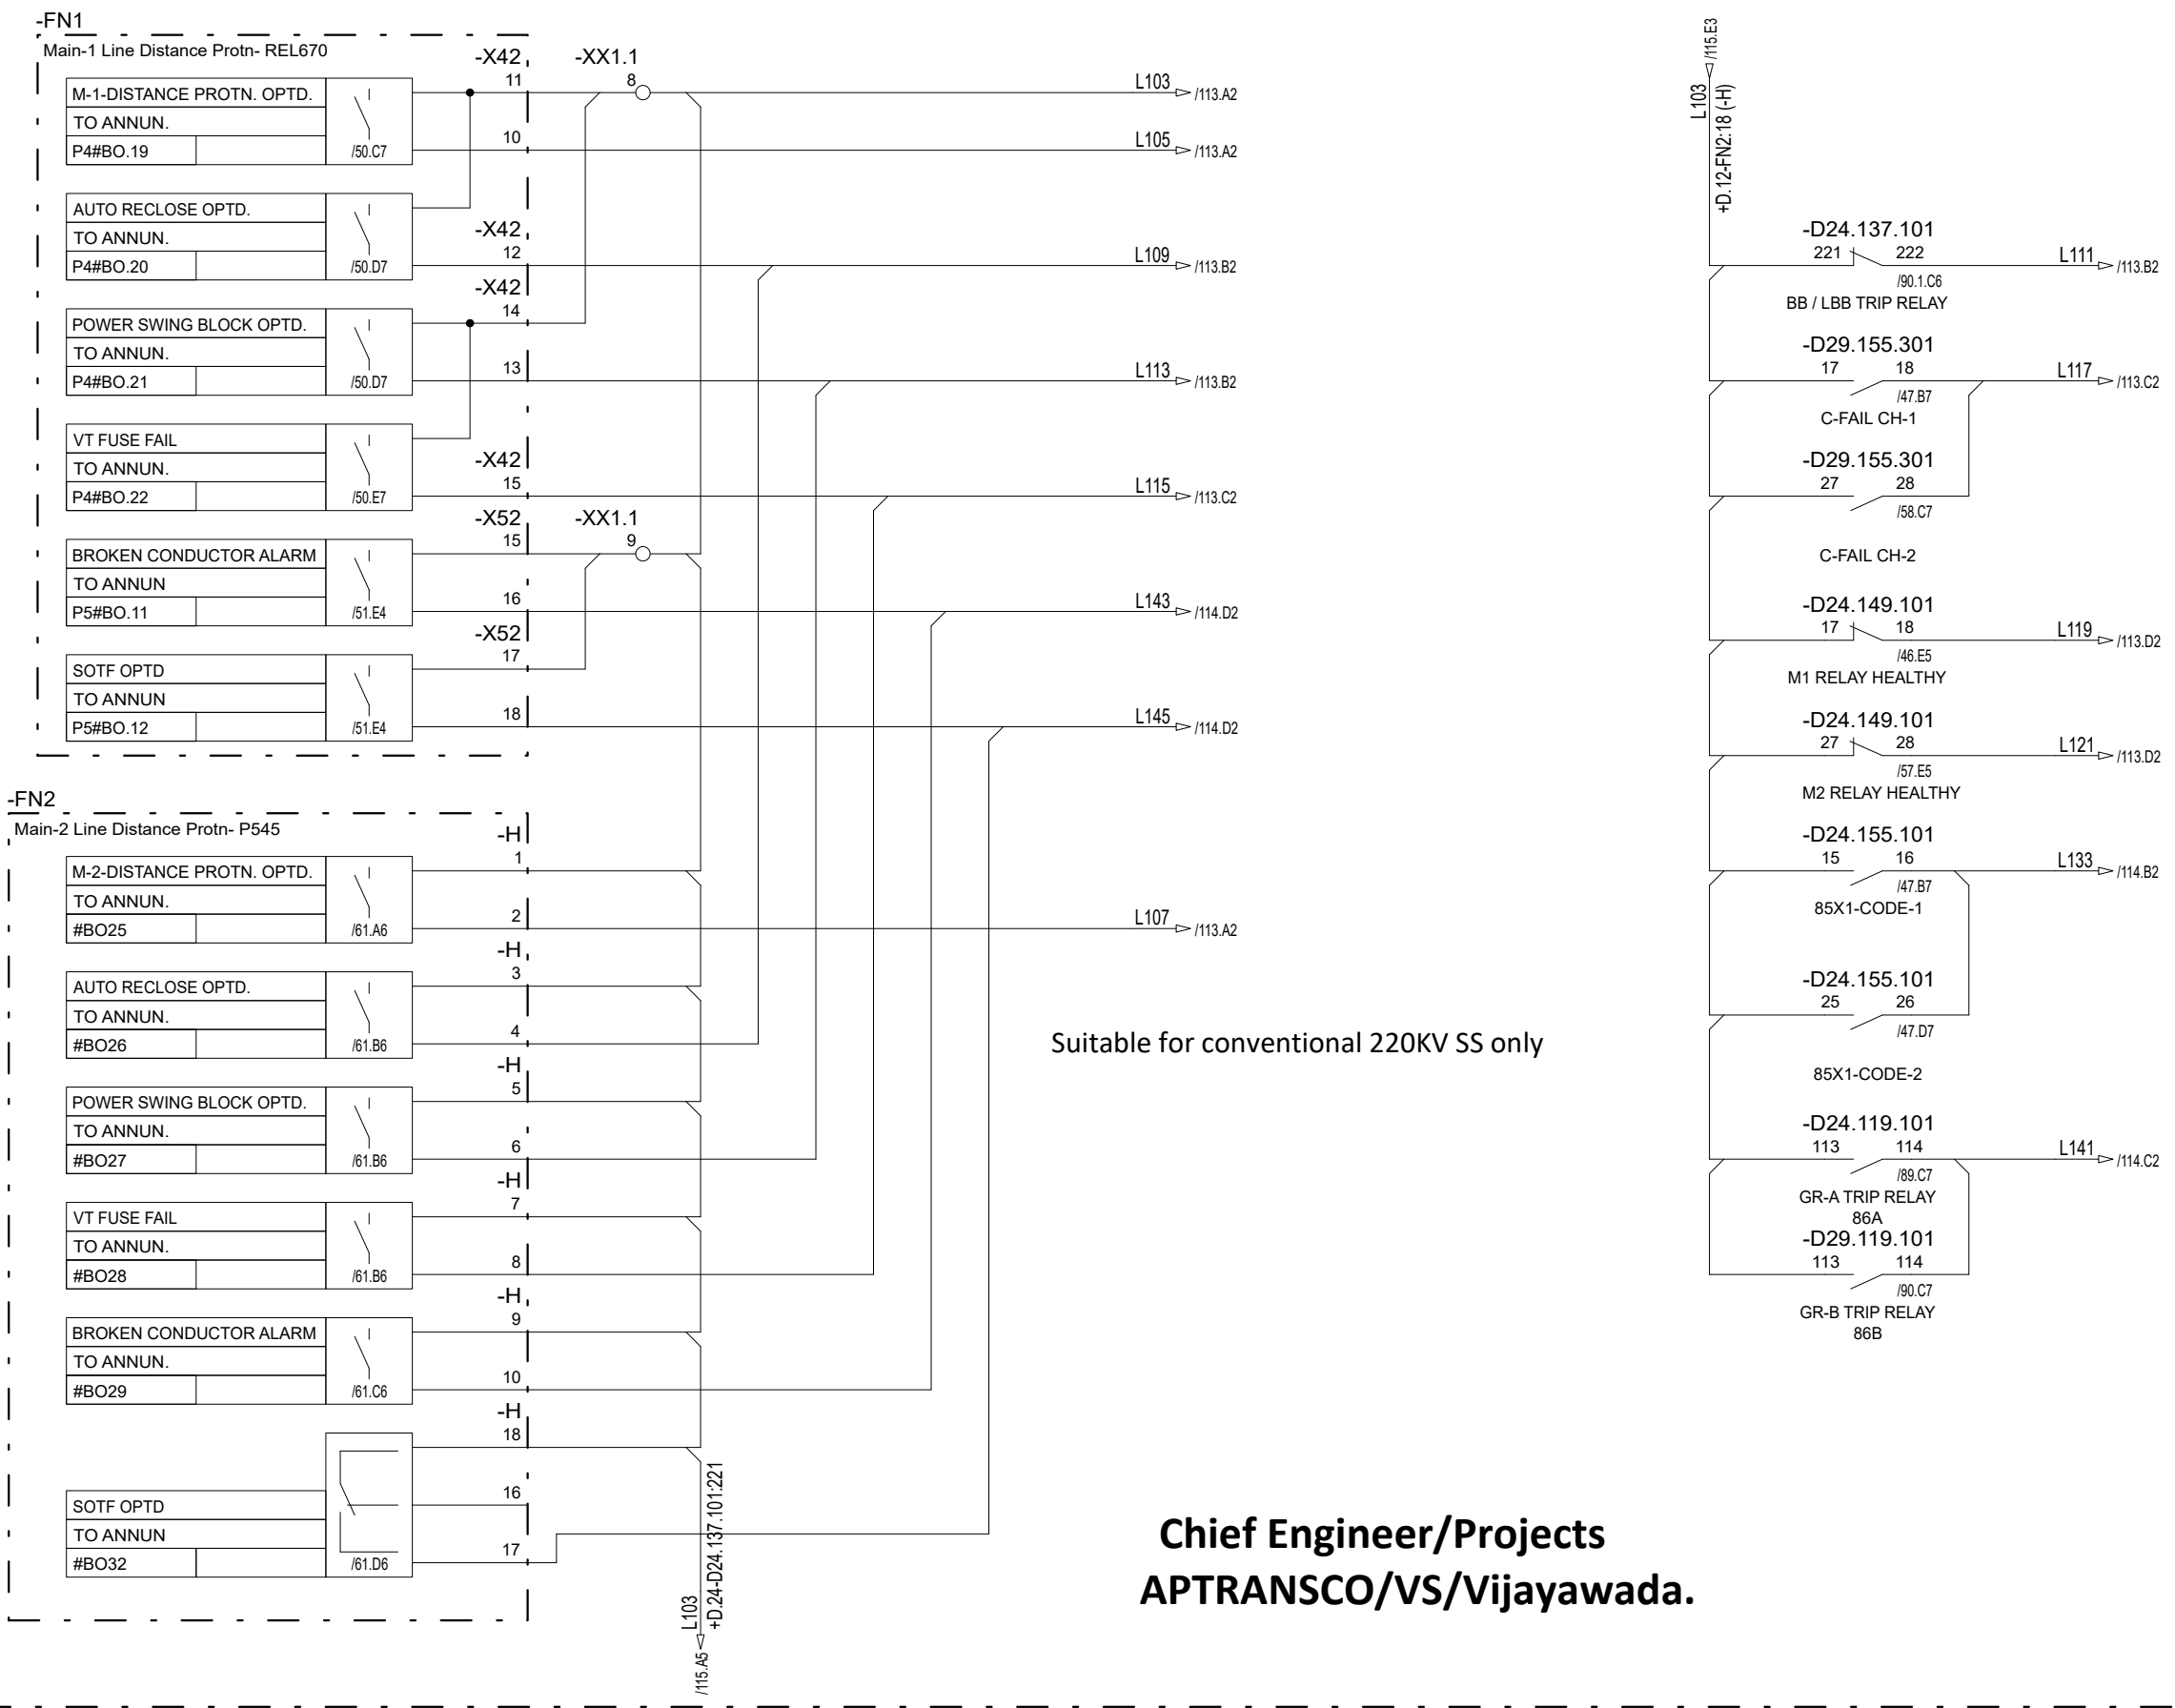 -FN1
Main-1 Line Distance Protn- REL670
-X42
-XX1.1
M-1-DISTANCE PROTN. OPTD.
TO ANNUN.
P4#BO.19
/50.C7
11
8
L103
/113.A2
10
L105
/113.A2
AUTO RECLOSE OPTD.
TO ANNUN.
P4#BO.20
/50.D7
-X42
12
L109
/113.B2
POWER SWING BLOCK OPTD.
TO ANNUN.
P4#BO.21
/50.D7
-X42
14
13
L113
/113.B2
VT FUSE FAIL
TO ANNUN.
P4#BO.22
/50.E7
-X42
15
L115
/113.C2
BROKEN CONDUCTOR ALARM
TO ANNUN
P5#BO.11
/51.E4
-X52
15
-XX1.1
9
16
L143
/114.D2
SOTF OPTD
TO ANNUN
P5#BO.12
/51.E4
-X52
17
18
L145
/114.D2
-FN2
Main-2 Line Distance Protn- P545
M-2-DISTANCE PROTN. OPTD.
TO ANNUN.
#BO25
/61.A6
-H
1
2
L107
/113.A2
AUTO RECLOSE OPTD.
TO ANNUN.
#BO26
/61.B6
-H
3
4
POWER SWING BLOCK OPTD.
TO ANNUN.
#BO27
/61.B6
-H
5
6
VT FUSE FAIL
TO ANNUN.
#BO28
/61.B6
-H
7
8
BROKEN CONDUCTOR ALARM
TO ANNUN.
#BO29
/61.C6
-H
9
10
SOTF OPTD
TO ANNUN
#BO32
/61.D6
-H
18
16
17
L103
+D.24-D24.137.101:221
/115.A5
Suitable for conventional 220KV SS only
Chief Engineer/Projects
APTRANSCO/VS/Vijayawada.
/115.E3
L103
+D.12-FN2:18 (-H)
-D24.137.101
221 222
/90.1.C6
BB / LBB TRIP RELAY
L111
/113.B2
-D29.155.301
17 18
/47.B7
C-FAIL CH-1
L117
/113.C2
-D29.155.301
27 28
/58.C7
C-FAIL CH-2
-D24.149.101
17 18
/46.E5
M1 RELAY HEALTHY
L119
/113.D2
-D24.149.101
27 28
/57.E5
M2 RELAY HEALTHY
L121
/113.D2
-D24.155.101
15 16
/47.B7
85X1-CODE-1
L133
/114.B2
-D24.155.101
25 26
/47.D7
85X1-CODE-2
-D24.119.101
113 114
/89.C7
GR-A TRIP RELAY
86A
L141
/114.C2
-D29.119.101
113 114
/90.C7
GR-B TRIP RELAY
86B